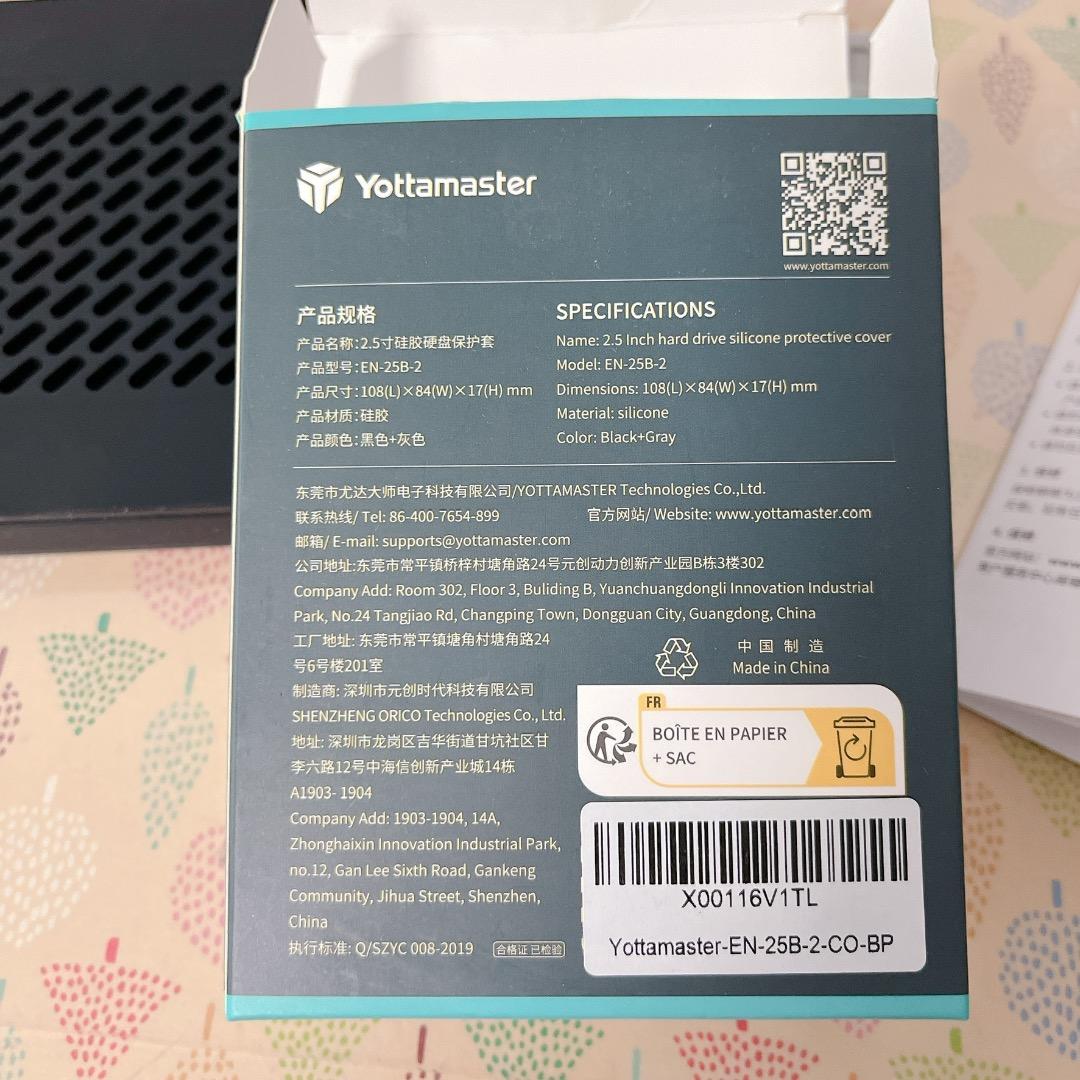 Yottamaster
www.yottamaster.com
产品规格
产品名称:2.5寸硅胶硬盘保护套
产品型号:EN-25B-2
产品尺寸:108(L)×84(W)×17(H) mm
产品材质:硅胶
产品颜色:黑色+灰色
SPECIFICATIONS
Name: 2.5 Inch hard drive silicone protective cover
Model: EN-25B-2
Dimensions: 108(L)×84(W)×17(H) mm
Material: silicone
Color: Black+Gray
东莞市尤达大师电子科技有限公司/YOTTAMASTER Technologies Co.,Ltd.
联系热线/ Tel: 86-400-7654-899 官方网站/ Website: www.yottamaster.com
邮箱/ E-mail: supports@yottamaster.com
公司地址:东莞市常平镇桥梓村塘角路24号元创动力创新产业园B栋3楼302
Company Add: Room 302, Floor 3, Buliding B, Yuanchuangdongli Innovation Industrial
Park, No.24 Tangjiao Rd, Changping Town, Dongguan City, Guangdong, China
工厂地址: 东莞市常平镇塘角村塘角路24
号6号楼201室
制造商: 深圳市元创时代科技有限公司
SHENZHENG ORICO Technologies Co., Ltd.
地址: 深圳市龙岗区吉华街道甘坑社区甘
李六路12号中海信创新产业城14栋
A1903- 1904
Company Add: 1903-1904, 14A,
Zhonghaixin Innovation Industrial Park,
no.12, Gan Lee Sixth Road, Gankeng
Community, Jihua Street, Shenzhen,
China
执行标准: Q/SZYC 008-2019 合格证 已检验
中国制造
Made in China
FR
BOÎTE EN PAPIER
+ SAC
X00116V1TL
Yottamaster-EN-25B-2-CO-BP